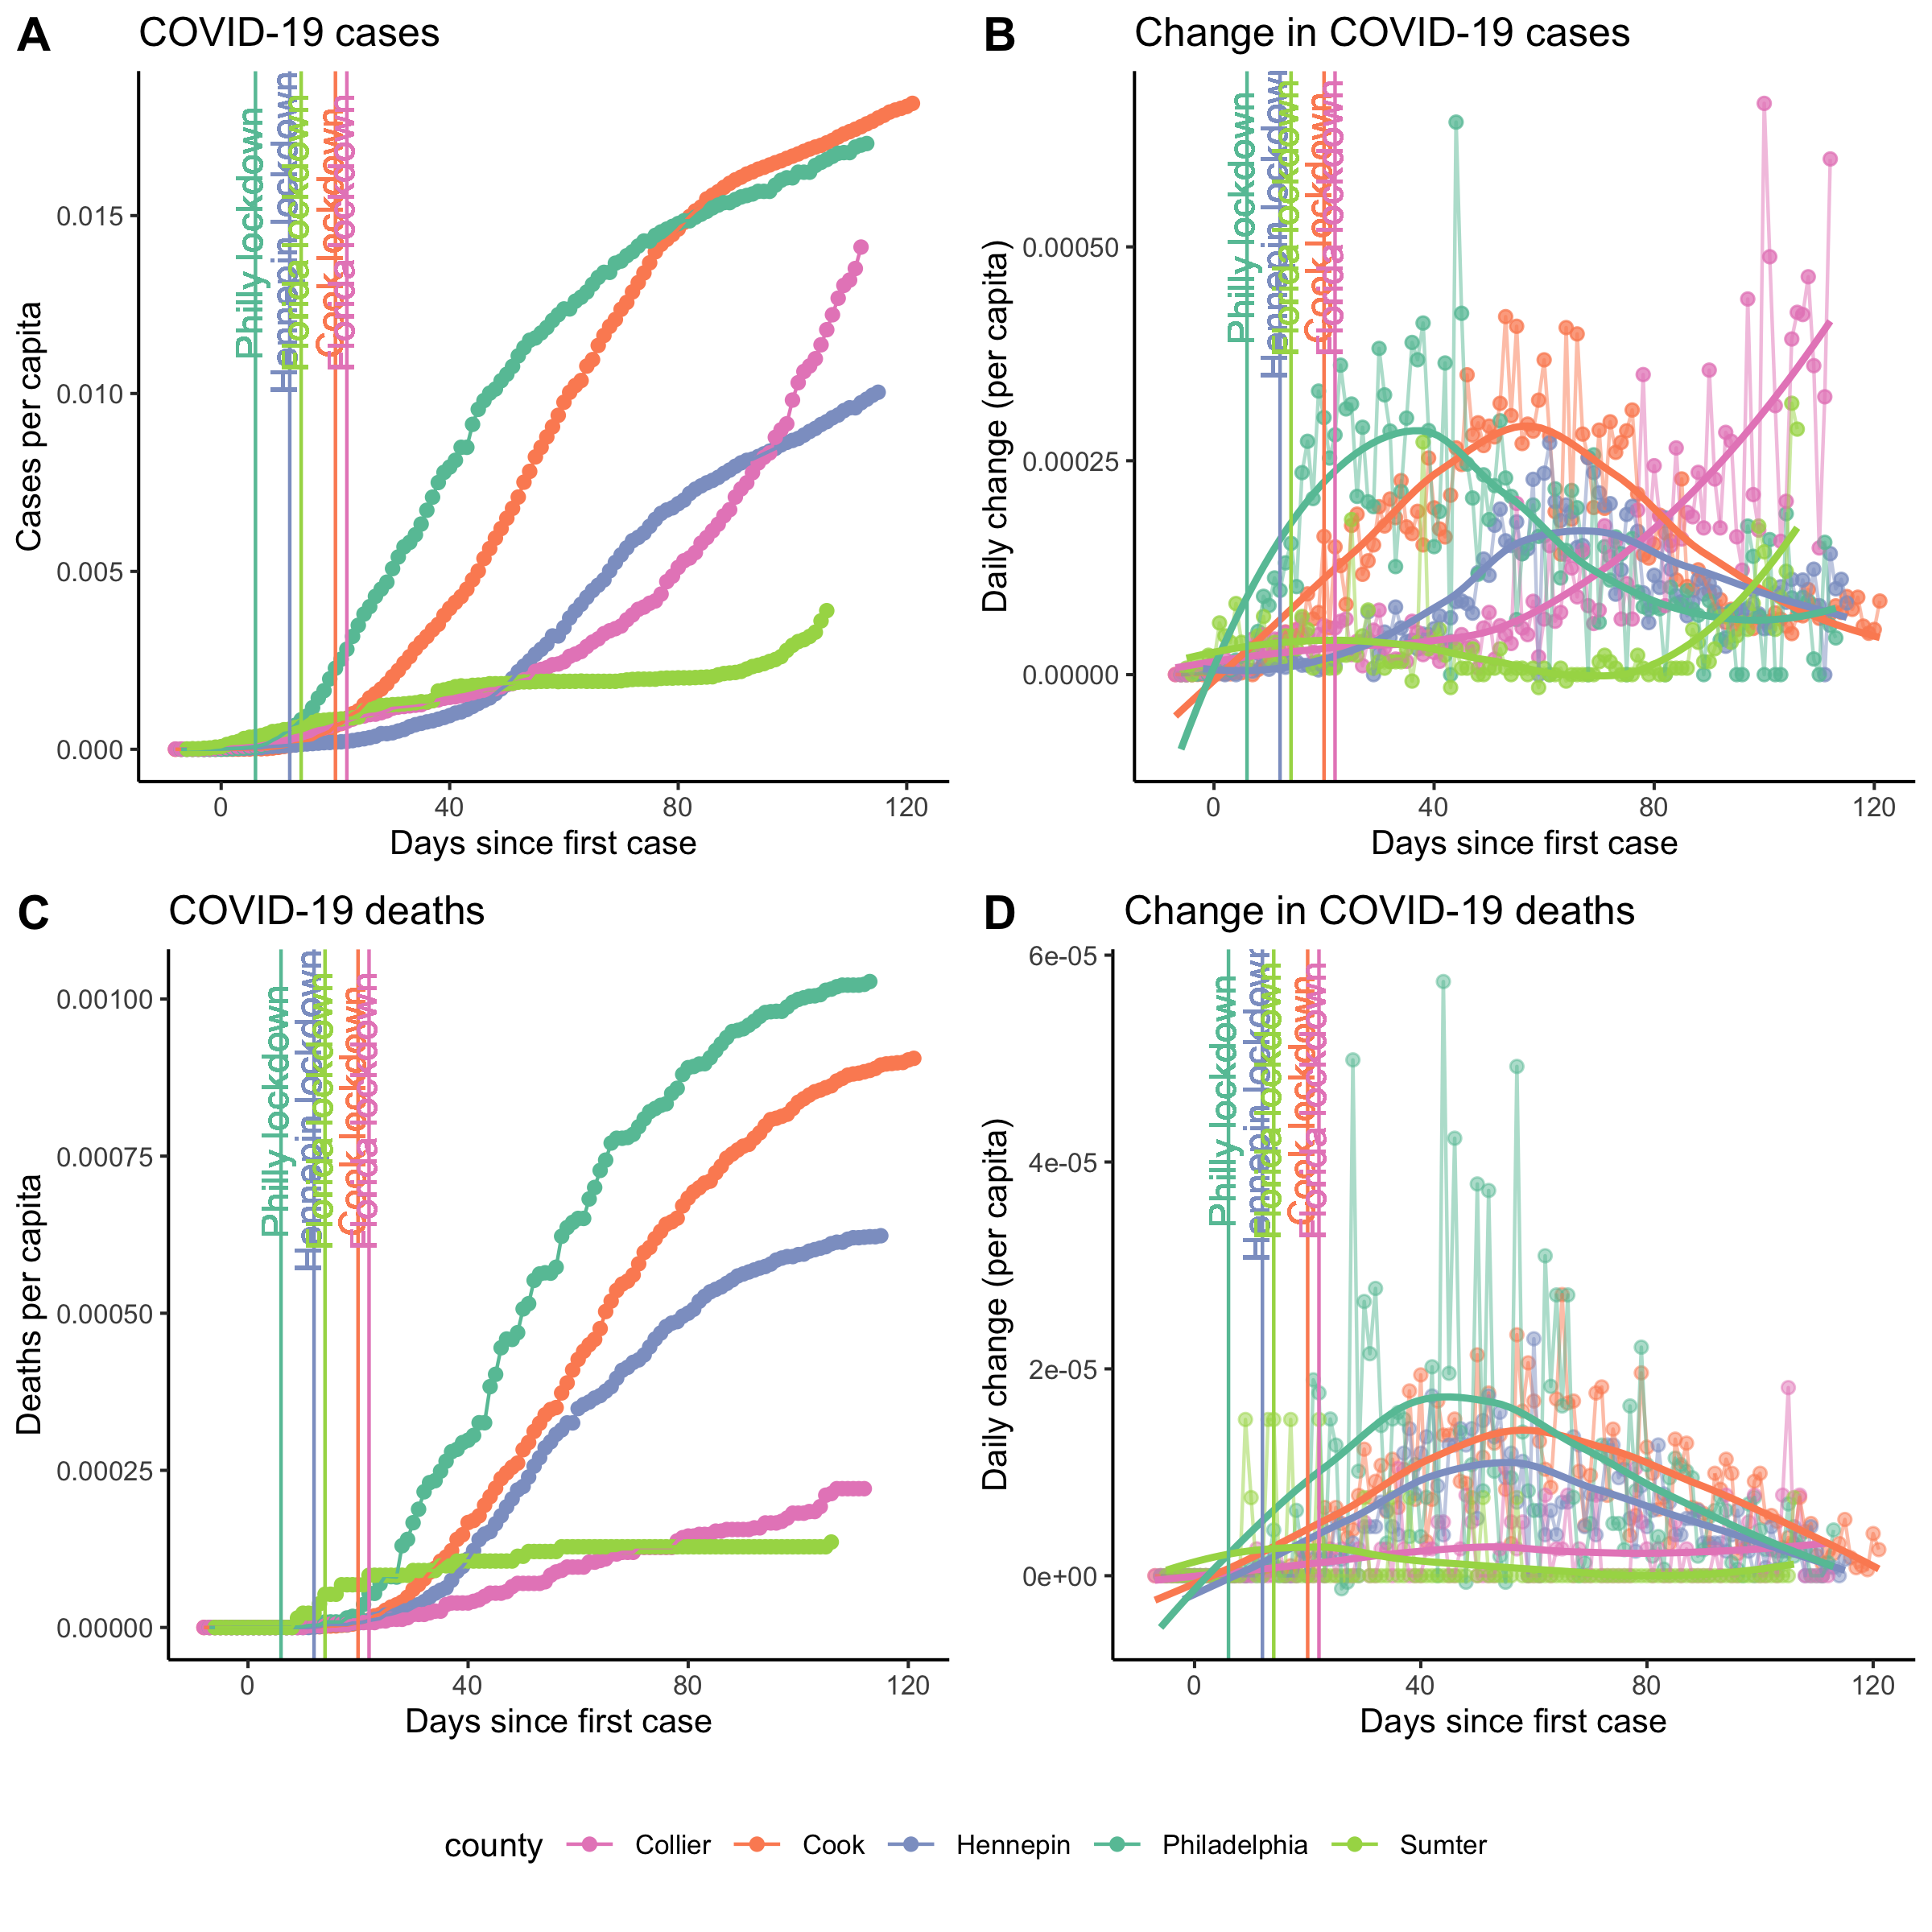 A COVID-19 cases
Cases per capita
0.015
0.010
0.005
0.000
Philly lockdown
Hennepin lockdown
Florida lockdown
Cook lockdown
Florida lockdown
0 40 80 120
Days since first case
B Change in COVID-19 cases
Daily change (per capita)
0.00050
0.00025
0.00000
Philly lockdown
Hennepin lockdown
Florida lockdown
Cook lockdown
Florida lockdown
0 40 80 120
Days since first case
C COVID-19 deaths
Deaths per capita
0.00100
0.00075
0.00050
0.00025
0.00000
Philly lockdown
Hennepin lockdown
Florida lockdown
Cook lockdown
Florida lockdown
0 40 80 120
Days since first case
D Change in COVID-19 deaths
Daily change (per capita)
6e-05
4e-05
2e-05
0e+00
Philly lockdown
Hennepin lockdown
Florida lockdown
Cook lockdown
Florida lockdown
0 40 80 120
Days since first case
county Collier Cook Hennepin Philadelphia Sumter